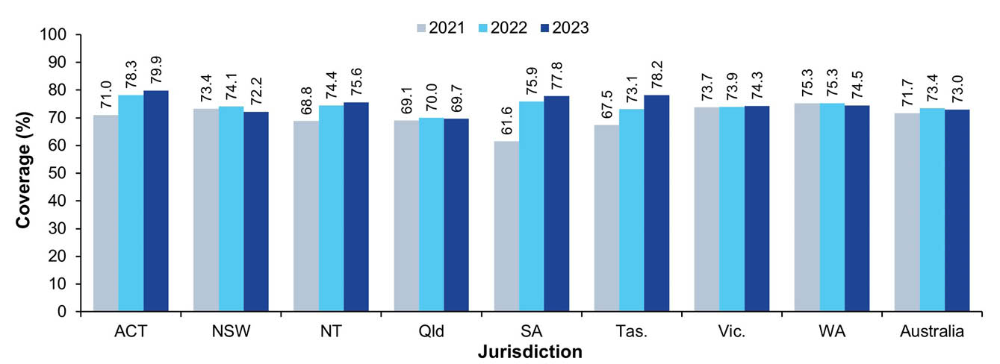 2021 2022 2023
Coverage (%)
100
90
80
70
60
50
40
30
20
10
0
71.0 78.3 79.9
73.4 74.1 72.2
68.8 74.4 75.6
69.1 70.0 69.7
61.6 75.9 77.8
67.5 73.1 78.2
73.7 73.9 74.3
75.3 75.3 74.5
71.7 73.4 73.0
ACT NSW NT Qld SA Tas. Vic. WA Australia
Jurisdiction